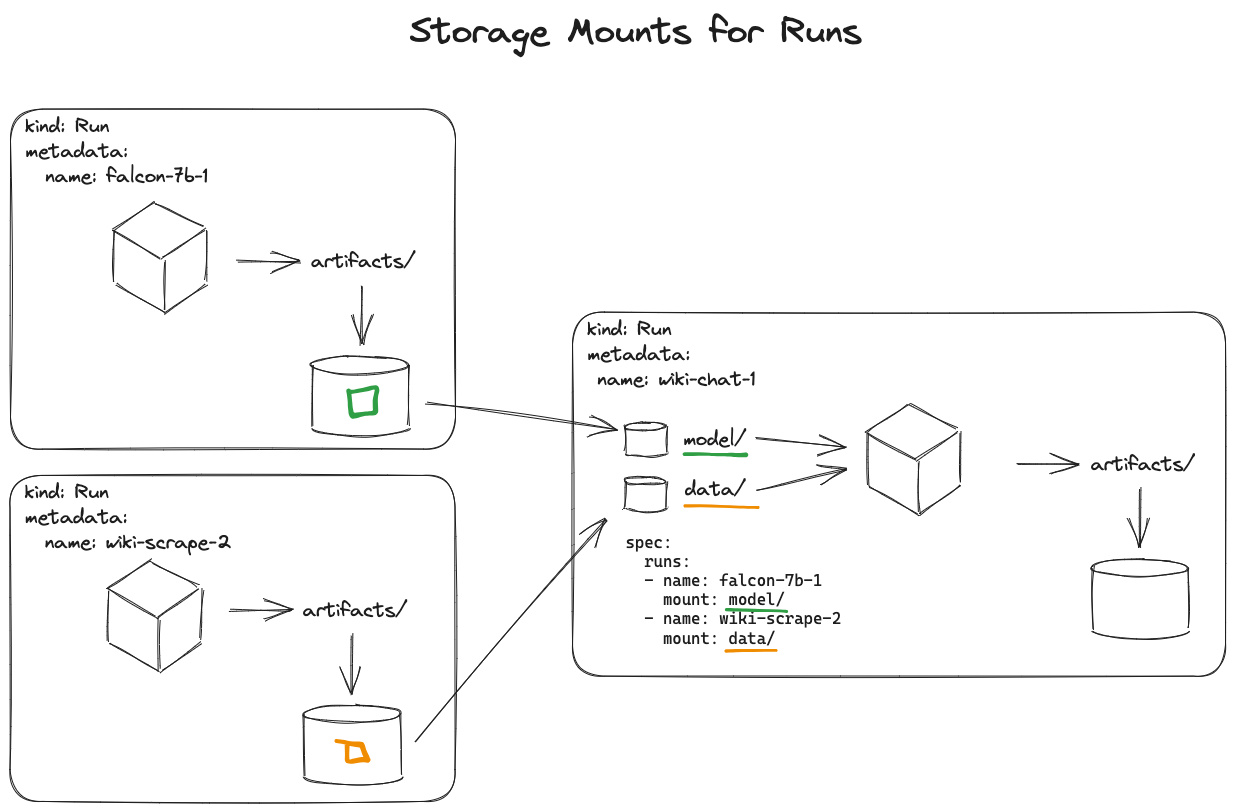 Storage Mounts for Runs
kind: Run
metadata:
name: falcon-7b-1
artifacts/
kind: Run
metadata:
name: wiki-scrape-2
artifacts/
kind: Run
metadata:
name: wiki-chat-1
model/
data/
artifacts/
spec:
runs:
- name: falcon-7b-1
mount: model/
- name: wiki-scrape-2
mount: data/